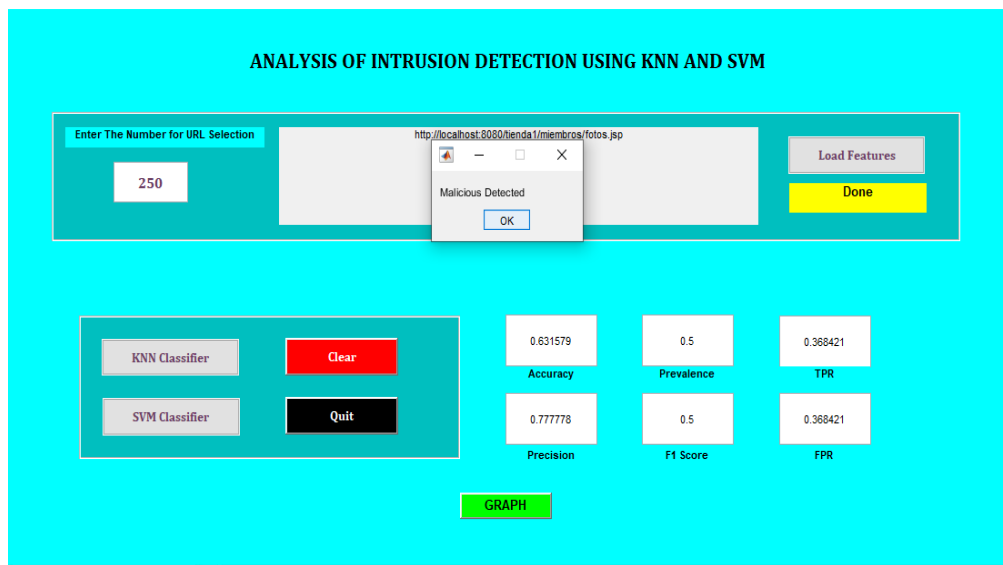 ANALYSIS OF INTRUSION DETECTION USING KNN AND SVM
Enter The Number for URL Selection
250
http://localhost:8080/tienda1/miembros/fotos.jsp
Malicious Detected
OK
Load Features
Done
KNN Classifier
Clear
SVM Classifier
Quit
0.631579
0.5
0.368421
Accuracy
Prevalence
TPR
0.777778
0.5
0.368421
Precision
F1 Score
FPR
GRAPH